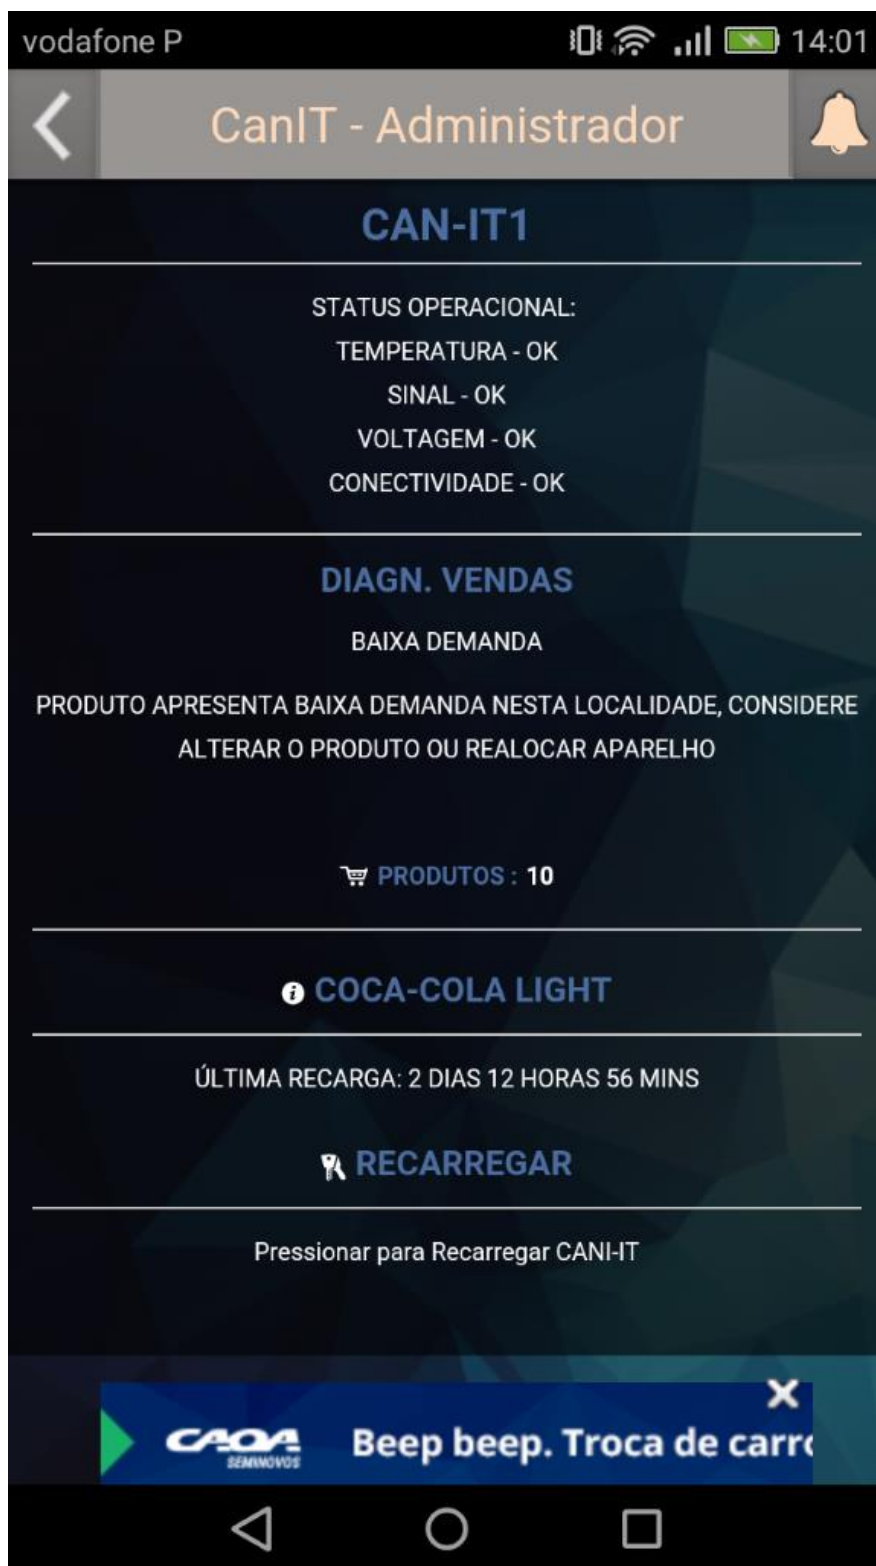 vodafone P 14:01
CanIT - Administrador
CAN-IT1
STATUS OPERACIONAL:
TEMPERATURA - OK
SINAL - OK
VOLTAGEM - OK
CONECTIVIDADE - OK
DIAGN. VENDAS
BAIXA DEMANDA
PRODUTO APRESENTA BAIXA DEMANDA NESTA LOCALIDADE, CONSIDERE
ALTERAR O PRODUTO OU REALOCAR APARELHO
PRODUTOS : 10
COCA-COLA LIGHT
ÚLTIMA RECARGA: 2 DIAS 12 HORAS 56 MINS
RECARREGAR
Pressionar para Recarregar CANI-IT
CAOA
SEMINOVOS
Beep beep. Troca de carro